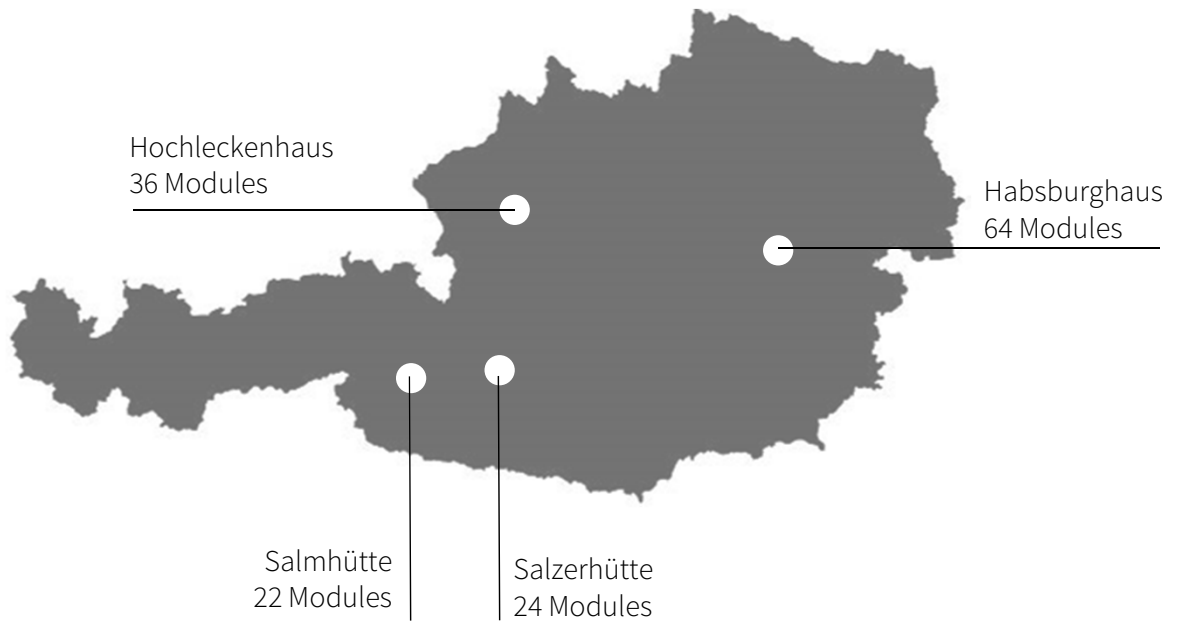 Hochleckenhaus
36 Modules
Habsburghaus
64 Modules
Salmhütte
22 Modules
Salzerhütte
24 Modules